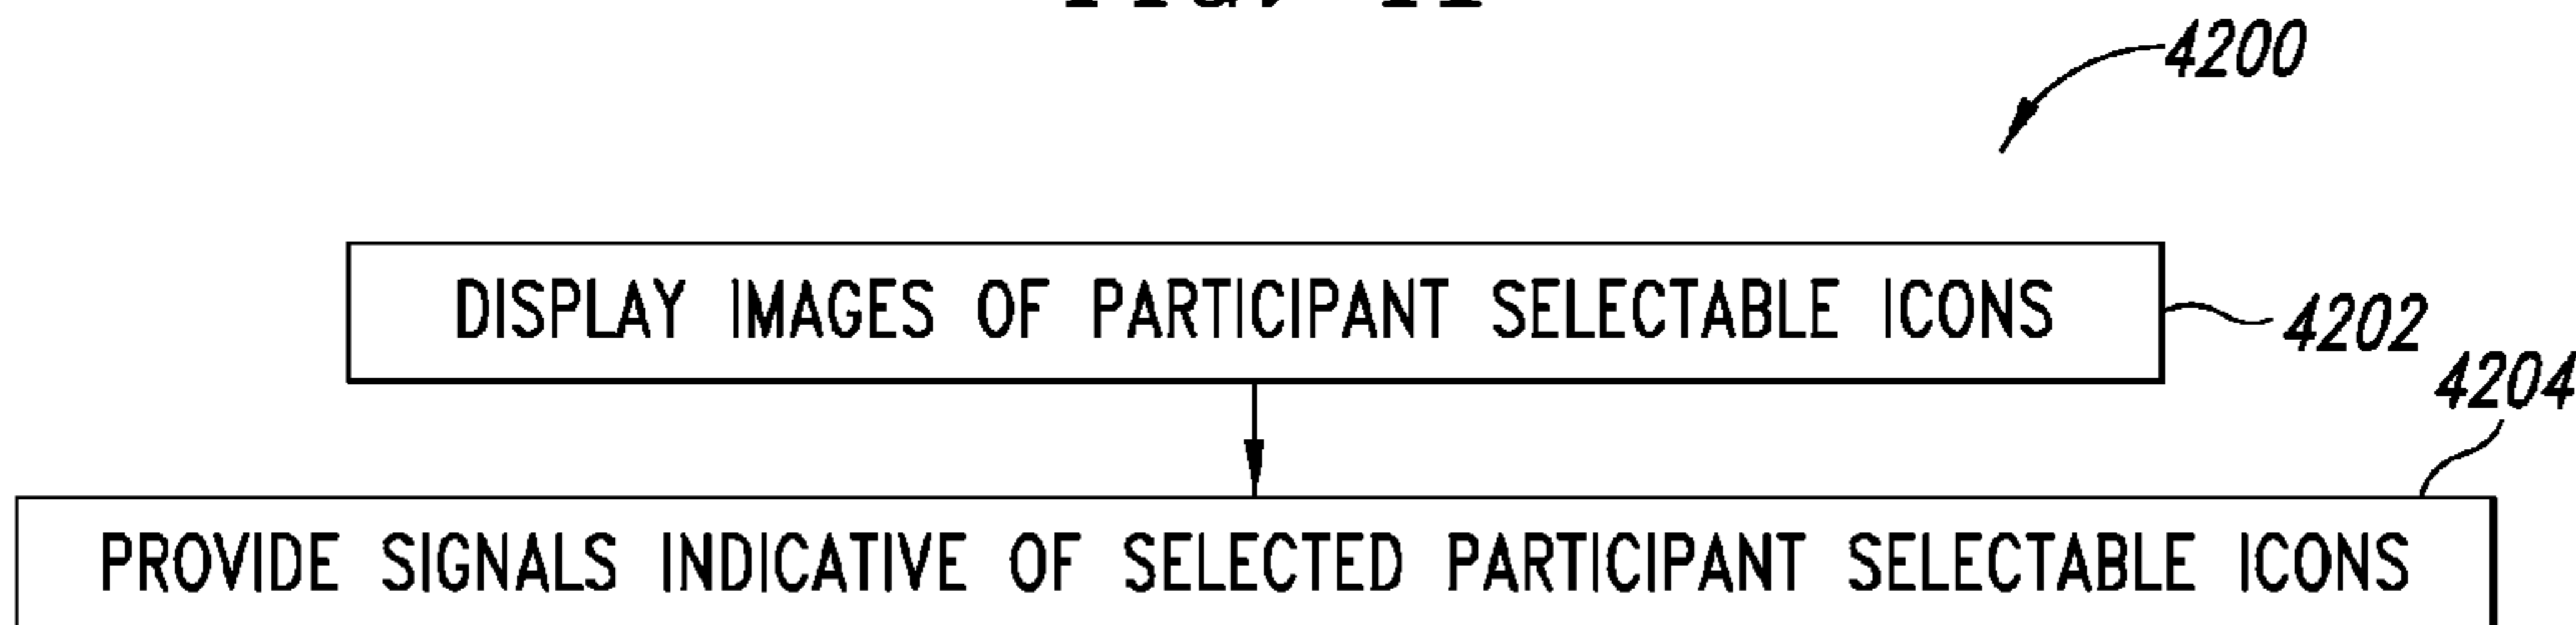 4200
DISPLAY IMAGES OF PARTICIPANT SELECTABLE ICONS
4202
4204
PROVIDE SIGNALS INDICATIVE OF SELECTED PARTICIPANT SELECTABLE ICONS